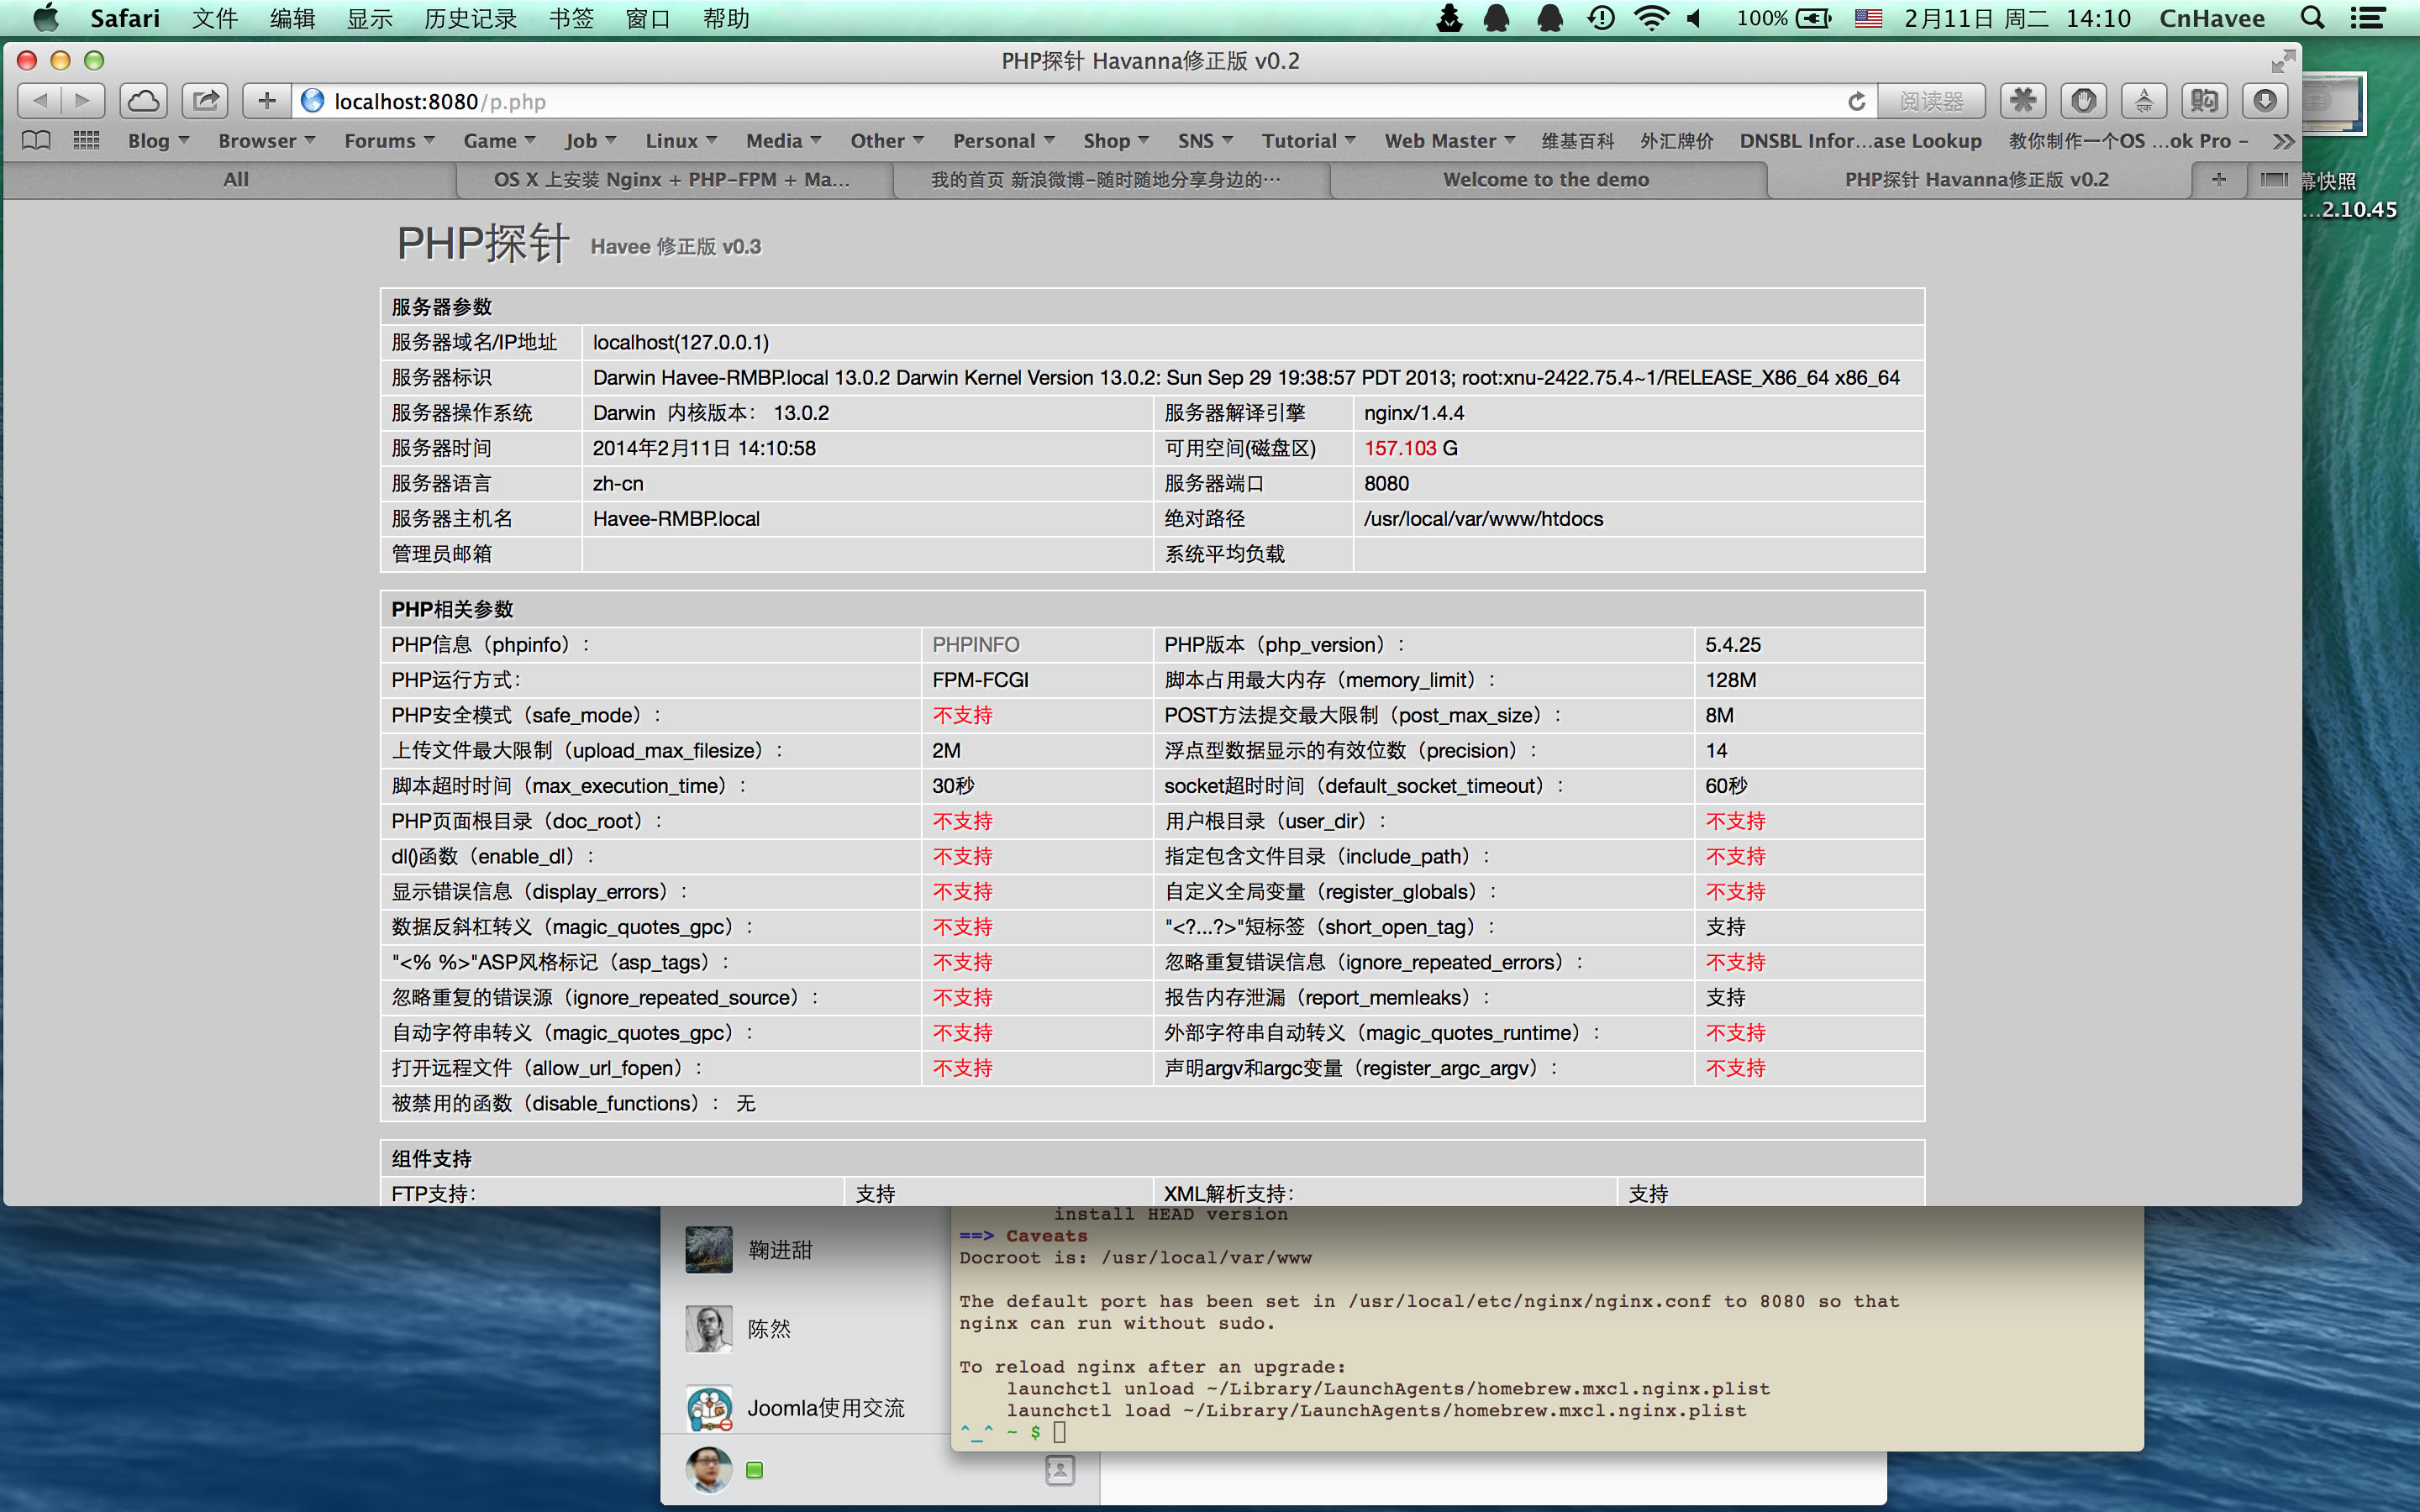 Safari 文件 编辑 显示 历史记录 书签 窗口 帮助 100% 2月11日 周二 14:10 CnHavee
PHP探针 Havanna修正版 v0.2
localhost:8080/p.php 阅读器
Blog Browser Forums Game Job Linux Media Other Personal Shop SNS Tutorial Web Master 维基百科 外汇牌价 DNSBL Infor...ase Lookup 教你制作一个OS ...ok Pro -
All OS X 上安装 Nginx + PHP-FPM + Ma... 我的首页 新浪微博-随时随地分享身边的… Welcome to the demo PHP探针 Havanna修正版 v0.2
幕快照
...2.10.45
PHP探针 Havee 修正版 v0.3
服务器参数
服务器域名/IP地址 localhost(127.0.0.1)
服务器标识 Darwin Havee-RMBP.local 13.0.2 Darwin Kernel Version 13.0.2: Sun Sep 29 19:38:57 PDT 2013; root:xnu-2422.75.4~1/RELEASE_X86_64 x86_64
服务器操作系统 Darwin 内核版本： 13.0.2 服务器解译引擎 nginx/1.4.4
服务器时间 2014年2月11日 14:10:58 可用空间(磁盘区) 157.103 G
服务器语言 zh-cn 服务器端口 8080
服务器主机名 Havee-RMBP.local 绝对路径 /usr/local/var/www/htdocs
管理员邮箱 系统平均负载
PHP相关参数
PHP信息（phpinfo）： PHPINFO PHP版本（php_version）： 5.4.25
PHP运行方式： FPM-FCGI 脚本占用最大内存（memory_limit）： 128M
PHP安全模式（safe_mode）： 不支持 POST方法提交最大限制（post_max_size）： 8M
上传文件最大限制（upload_max_filesize）： 2M 浮点型数据显示的有效位数（precision）： 14
脚本超时时间（max_execution_time）： 30秒 socket超时时间（default_socket_timeout）： 60秒
PHP页面根目录（doc_root）： 不支持 用户根目录（user_dir）： 不支持
dl()函数（enable_dl）： 不支持 指定包含文件目录（include_path）： 不支持
显示错误信息（display_errors）： 不支持 自定义全局变量（register_globals）： 不支持
数据反斜杠转义（magic_quotes_gpc）： 不支持 "<?...?>"短标签（short_open_tag）： 支持
"<% %>"ASP风格标记（asp_tags）： 不支持 忽略重复错误信息（ignore_repeated_errors）： 不支持
忽略重复的错误源（ignore_repeated_source）： 不支持 报告内存泄漏（report_memleaks）： 支持
自动字符串转义（magic_quotes_gpc）： 不支持 外部字符串自动转义（magic_quotes_runtime）： 不支持
打开远程文件（allow_url_fopen）： 不支持 声明argv和argc变量（register_argc_argv）： 不支持
被禁用的函数（disable_functions）： 无
组件支持
FTP支持： 支持 XML解析支持： 支持
鞠进甜
陈然
Joomla使用交流
install HEAD version
==> Caveats
Docroot is: /usr/local/var/www
The default port has been set in /usr/local/etc/nginx/nginx.conf to 8080 so that
nginx can run without sudo.
To reload nginx after an upgrade:
launchctl unload ~/Library/LaunchAgents/homebrew.mxcl.nginx.plist
launchctl load ~/Library/LaunchAgents/homebrew.mxcl.nginx.plist
^_^ ~ $